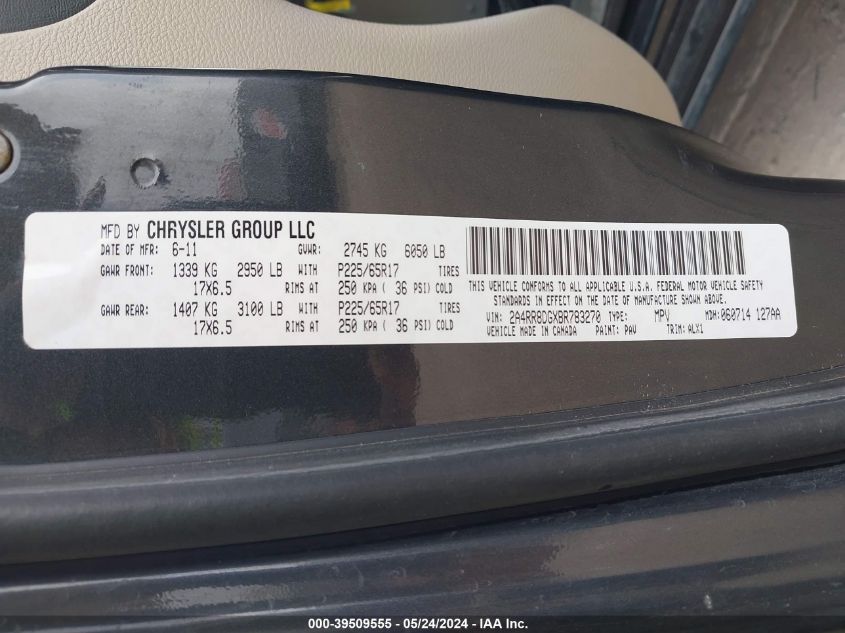 MFD BY CHRYSLER GROUP LLC
DATE OF MFR: 6-11 GVWR: 2745 KG 6050 LB
GAWR FRONT: 1339 KG 2950 LB WITH P225/65R17 TIRES
17X6.5 RIMS AT 250 KPA ( 36 PSI) COLD
GAWR REAR: 1407 KG 3100 LB WITH P225/65R17 TIRES
17X6.5 RIMS AT 250 KPA ( 36 PSI) COLD
THIS VEHICLE CONFORMS TO ALL APPLICABLE U.S.A. FEDERAL MOTOR VEHICLE SAFETY
STANDARDS IN EFFECT ON THE DATE OF MANUFACTURE SHOWN ABOVE.
VIN: 2A4RR8DGXBR783270 TYPE: MPV MDH: 060714 127AA
VEHICLE MADE IN CANADA PAINT: PAV TRIM: ALX1
000-39509555 - 05/24/2024 - IAA Inc.